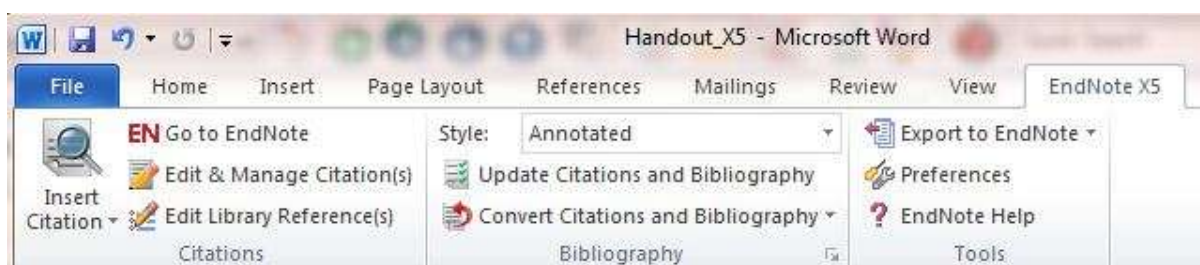 W
Handout_X5 - Microsoft Word
File Home Insert Page Layout References Mailings Review View EndNote X5
Insert Citation
EN Go to EndNote
Edit & Manage Citation(s)
Edit Library Reference(s)
Citations
Style: Annotated
Update Citations and Bibliography
Convert Citations and Bibliography
Bibliography
Export to EndNote
Preferences
? EndNote Help
Tools